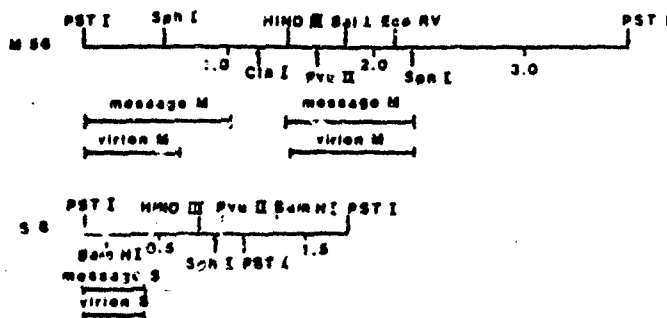 PST I Sph I HIND III Sal I Eco RV PST I
M 56
1.0 2.0 3.0
Cla I Pvu II Sph I
message M message M
virion M virion M
PST I HIND III Pvu II Bam HI PST I
S 8
Bam HI 0.5 1.5
Sph I PST I
message S
virion S